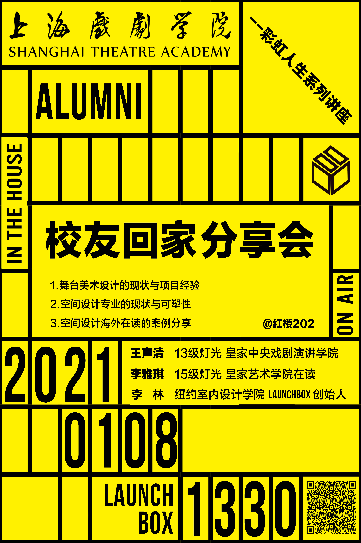 上海戲劇學院
SHANGHAI THEATRE ACADEMY
一彩虹人生系列讲座
ALUMNI
IN THE HOUSE
校友回家分享会
1.舞台美术设计的现状与项目经验
2.空间设计专业的现状与可塑性
3.空间设计海外在读的案例分享
@红楼202
ON AIR
2021
王声清 13级灯光 皇家中央戏剧演讲学院
李雅琪 15级灯光 皇家艺术学院在读
李 林 纽约室内设计学院 LAUNCHBOX 创始人
0108
LAUNCH
BOX
1330